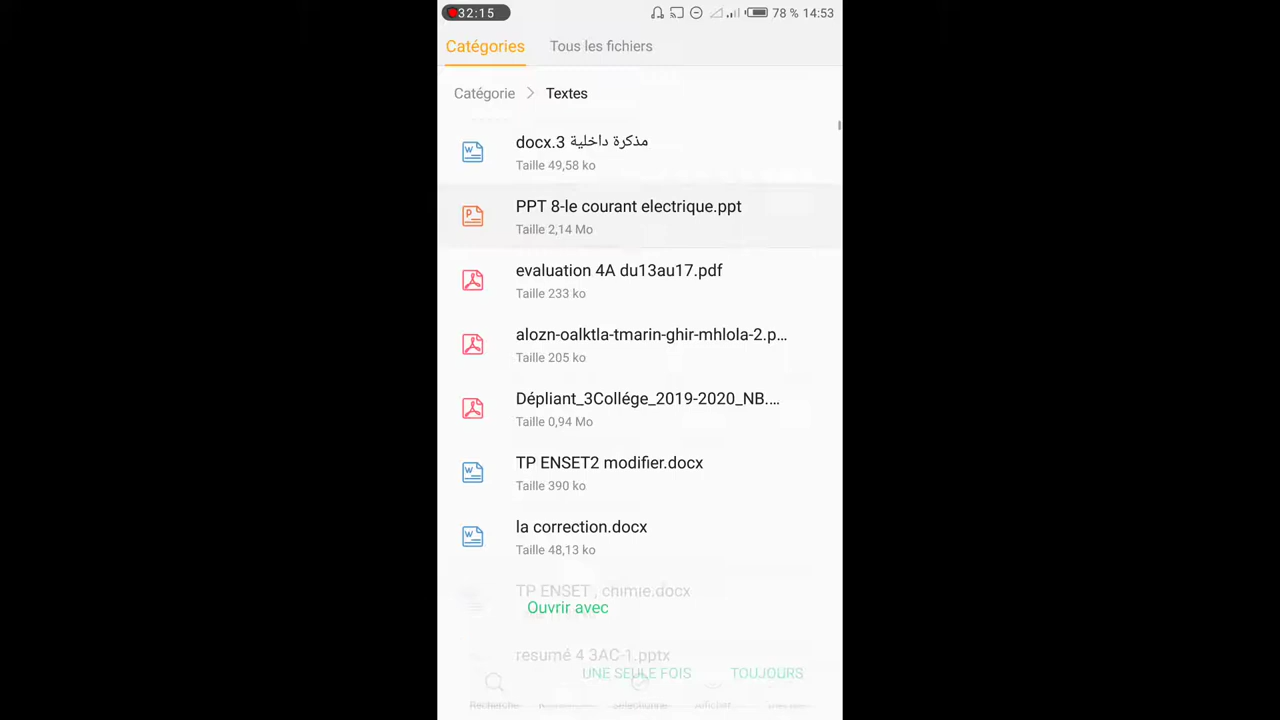 32:15 78 % 14:53
Catégories Tous les fichiers
Catégorie > Textes
مذكرة داخلية 3.docx
Taille 49,58 ko
PPT 8-le courant electrique.ppt
Taille 2,14 Mo
evaluation 4A du13au17.pdf
Taille 233 ko
alozn-oalktla-tmarin-ghir-mhlola-2.p...
Taille 205 ko
Dépliant_3Collége_2019-2020_NB....
Taille 0,94 Mo
TP ENSET2 modifier.docx
Taille 390 ko
la correction.docx
Taille 48,13 ko
TP ENSET , chimie.docx
Ouvrir avec
resumé 4 3AC-1.pptx
UNE SEULE FOIS TOUJOURS
Recherche Sélectionner Afficher